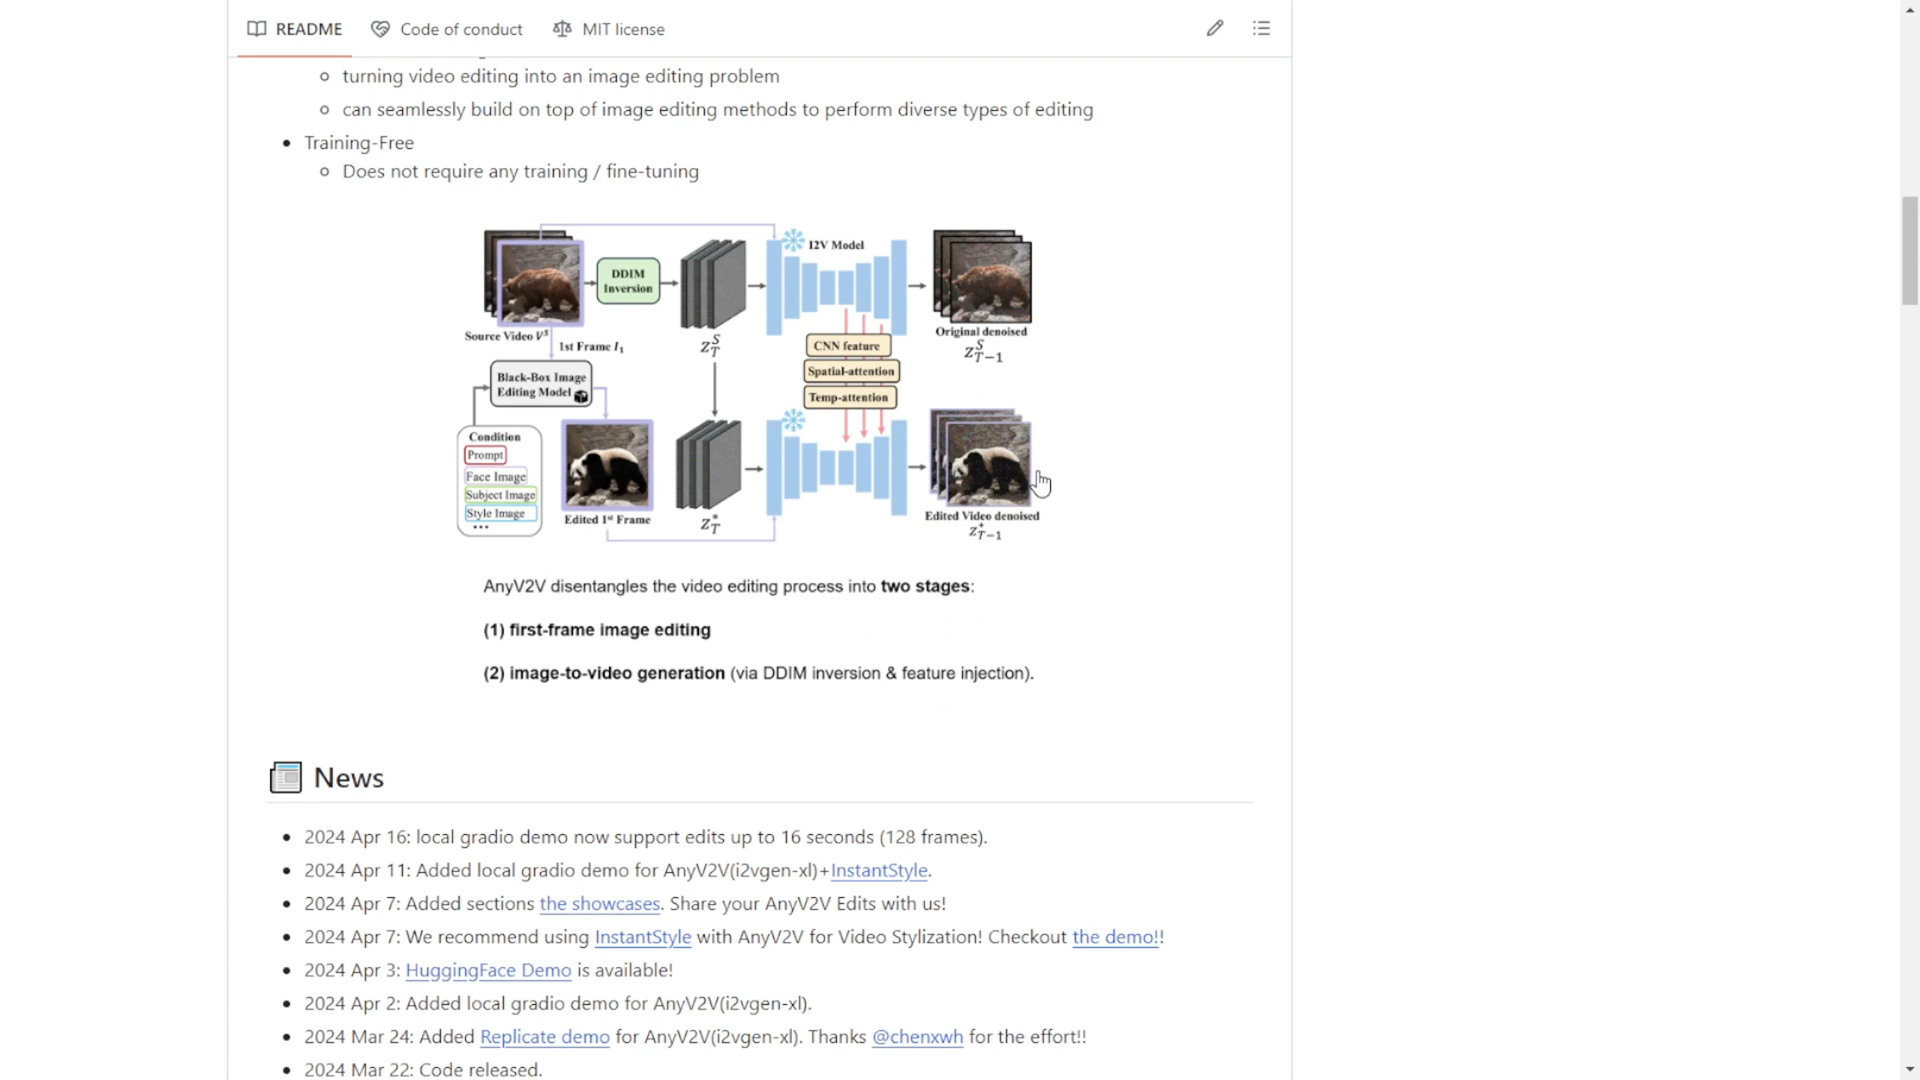 README
Code of conduct
MIT license
turning video editing into an image editing problem
can seamlessly build on top of image editing methods to perform diverse types of editing
Training-Free
Does not require any training / fine-tuning
I2V Model
DDIM
Inversion
Source Video V^S
1st Frame I_1
Z_T^S
Original denoised
Z_{T-1}^S
CNN feature
Spatial-attention
Temp-attention
Black-Box Image
Editing Model
Condition
Prompt
Face Image
Subject Image
Style Image
...
Edited 1st Frame
Z_T^*
Edited Video denoised
Z_{T-1}^*
AnyV2V disentangles the video editing process into two stages:
(1) first-frame image editing
(2) image-to-video generation (via DDIM inversion & feature injection).
News
2024 Apr 16: local gradio demo now support edits up to 16 seconds (128 frames).
2024 Apr 11: Added local gradio demo for AnyV2V(i2vgen-xl)+InstantStyle.
2024 Apr 7: Added sections the showcases. Share your AnyV2V Edits with us!
2024 Apr 7: We recommend using InstantStyle with AnyV2V for Video Stylization! Checkout the demo!!
2024 Apr 3: HuggingFace Demo is available!
2024 Apr 2: Added local gradio demo for AnyV2V(i2vgen-xl).
2024 Mar 24: Added Replicate demo for AnyV2V(i2vgen-xl). Thanks @chenxwh for the effort!!
2024 Mar 22: Code released.